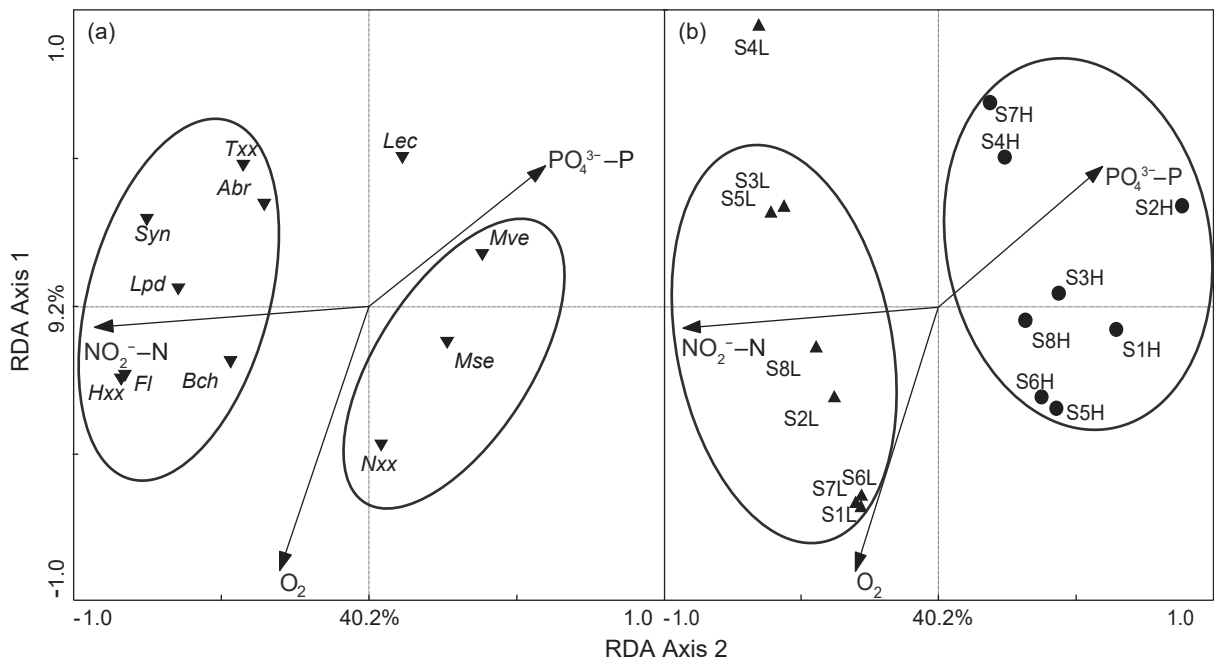 (a)
(b)
1.0
S4L
Txx
Lec
Abr
PO₄³⁻–P
Syn
Mve
Lpd
NO₂⁻–N
Mse
Hxx
Fl
Bch
Nxx
O₂
S7H
S4H
S3L
S5L
PO₄³⁻–P
S2H
S3H
NO₂⁻–N
S8L
S8H
S1H
S2L
S6H
S5H
S7L
S6L
S1L
O₂
RDA Axis 1
9.2%
-1.0
-1.0
40.2%
1.0
-1.0
40.2%
1.0
RDA Axis 2